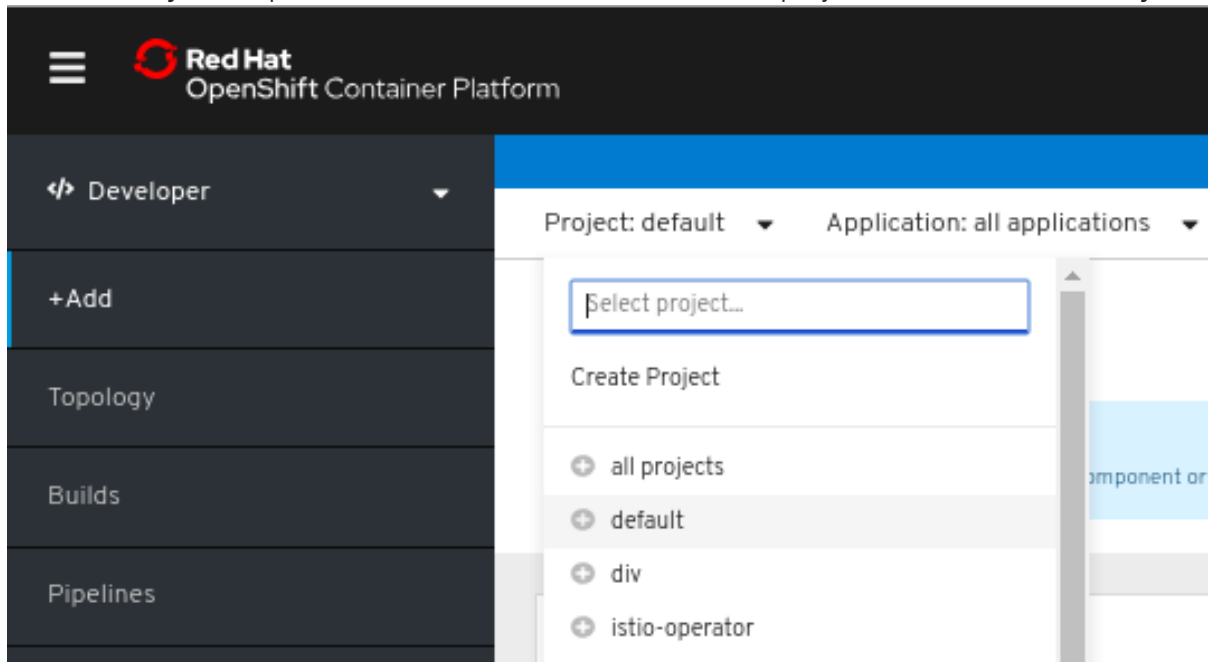 Red Hat
OpenShift Container Platform
</> Developer
Project: default
Application: all applications
+Add
Select project...
Create Project
Topology
all projects
default
Builds
div
Pipelines
istio-operator